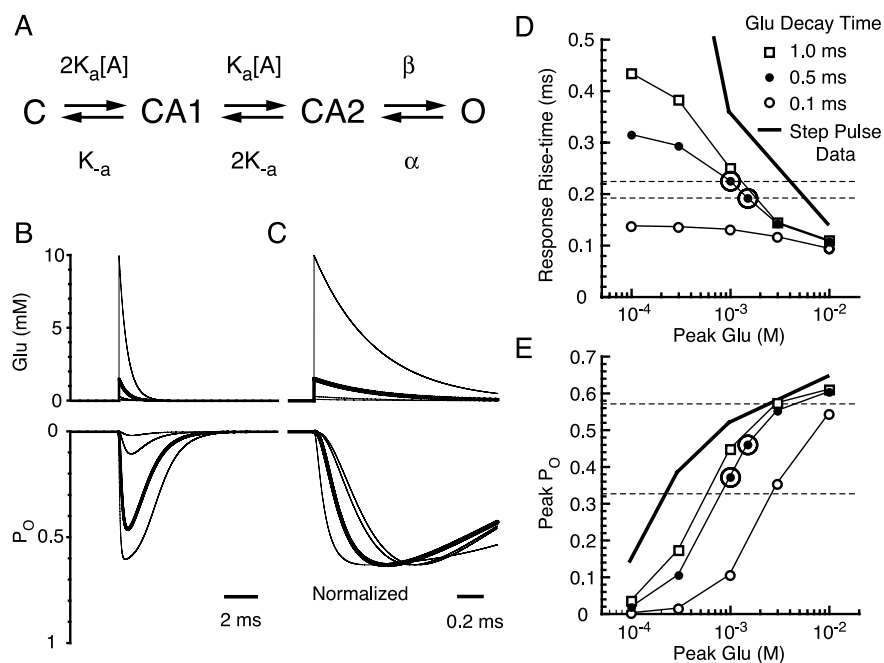 A
2Kₐ[A] Kₐ[A] β
C CA1 CA2 O
K₋ₐ 2K₋ₐ α
B C
Glu (mM)
10
5
0
0
P_O
0.5
1
2 ms
Normalized
0.2 ms
D
Response Rise-time (ms)
0.5
0.4
0.3
0.2
0.1
0
10⁻⁴ 10⁻³ 10⁻²
Peak Glu (M)
Glu Decay Time
1.0 ms
0.5 ms
0.1 ms
Step Pulse
Data
E
Peak P_O
0.7
0.6
0.5
0.4
0.3
0.2
0.1
0
10⁻⁴ 10⁻³ 10⁻²
Peak Glu (M)